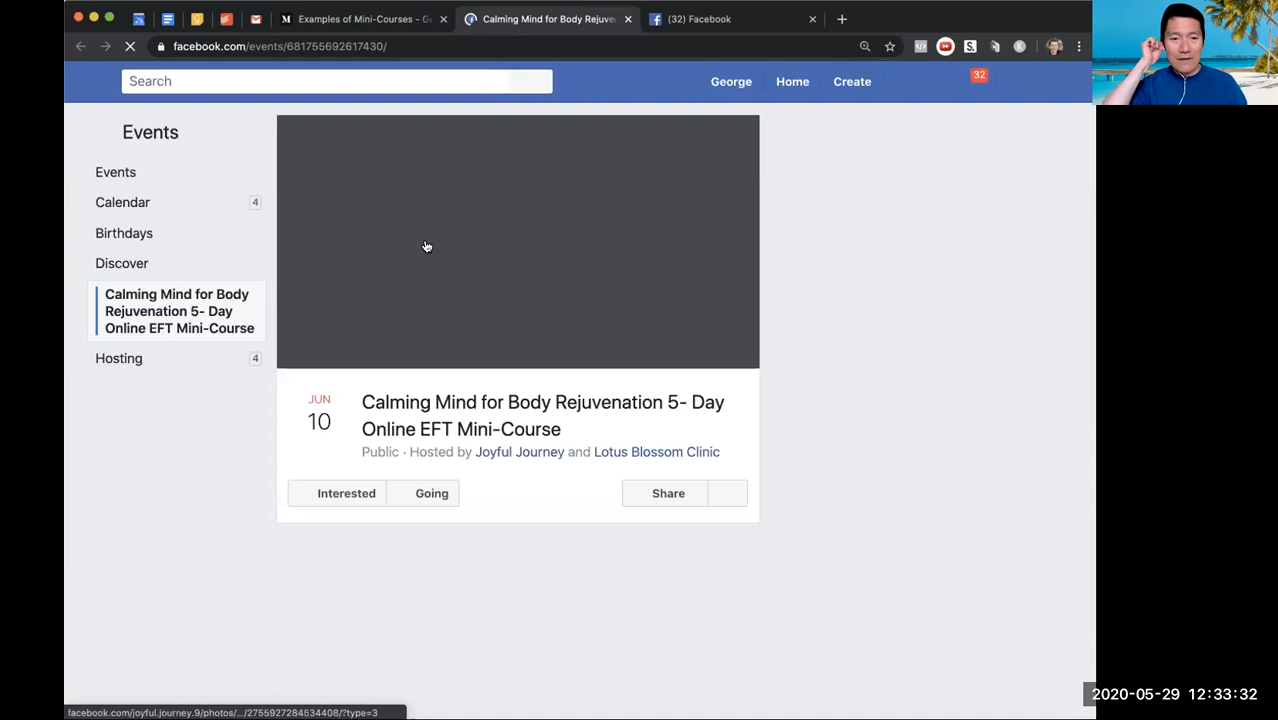 Examples of Mini-Courses - G
Calming Mind for Body Rejuve
(32) Facebook
facebook.com/events/681755692617430/
Search
George
Home
Create
32
Events
Events
Calendar
4
Birthdays
Discover
Calming Mind for Body
Rejuvenation 5- Day
Online EFT Mini-Course
Hosting
4
JUN
10
Calming Mind for Body Rejuvenation 5- Day
Online EFT Mini-Course
Public · Hosted by Joyful Journey and Lotus Blossom Clinic
Interested
Going
Share
facebook.com/joyful.journey.9/photos/.../2755927284534408/?type=3
2020-05-29 12:33:32